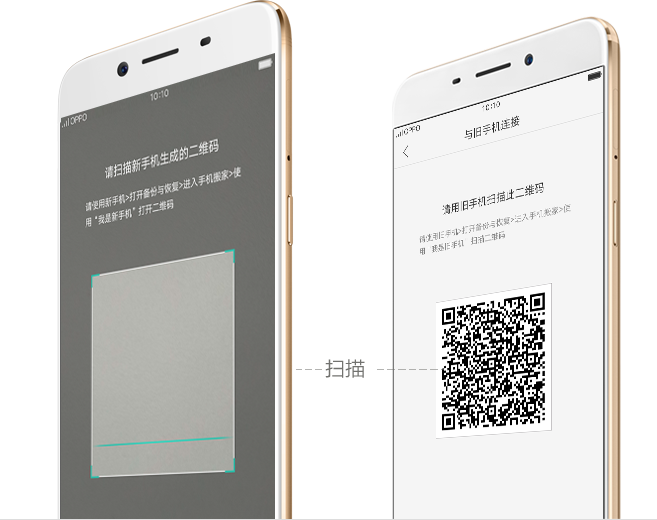 OPPO
10:10
请扫描新手机生成的二维码
请使用新手机>打开备份与恢复>进入手机搬家>使
用“我是新手机”打开二维码
扫描
OPPO
10:10
与旧手机连接
请用旧手机扫描此二维码
请使用旧手机>打开备份与恢复>进入手机搬家>使
用 我是旧手机 扫描二维码